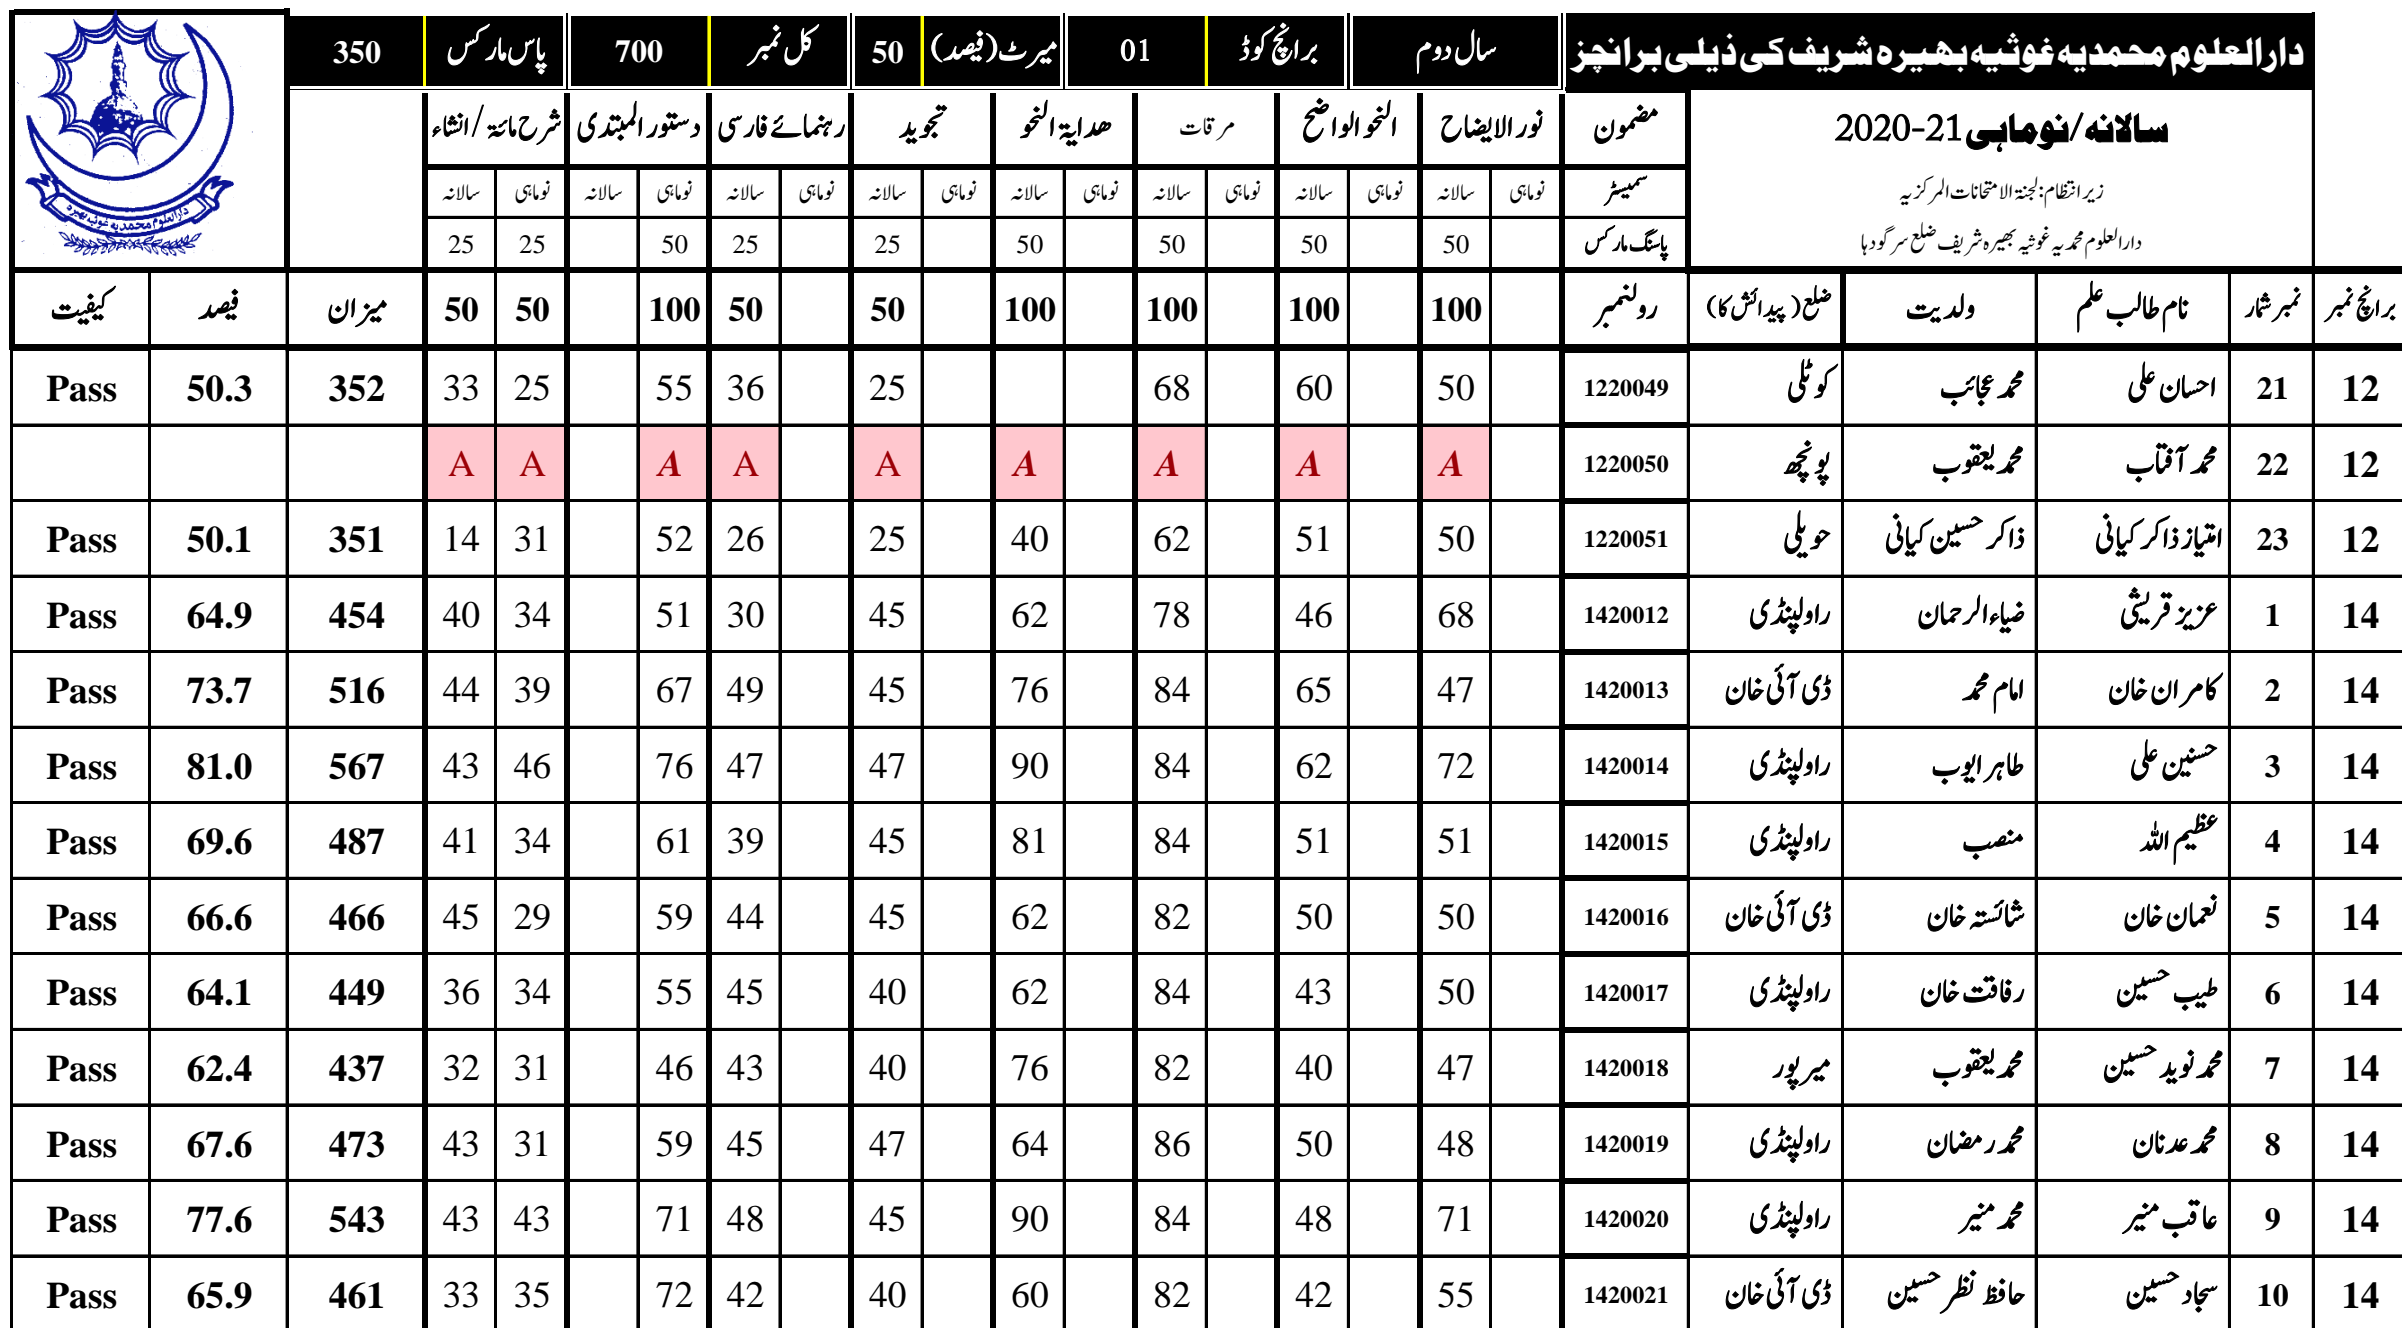 دارالعلوم محمدیہ غوثیہ بھیرہ شریف کی ذیلی برانچز سال دوم برانچ کوڈ 01 میرٹ(فیصد) 50 کل نمبر 700 پاس مارکس 350
سالانہ/نوماہی 2020-21
زیر انتظام: لجنۃ الامتحانات المرکزیہ
دارالعلوم محمدیہ غوثیہ بھیرہ شریف ضلع سرگودہا
مضمون نور الایضاح النحو الواضح مرقات ھدایۃ النحو تجوید رہنمائے فارسی دستور المبتدی شرح مائۃ /انشاء
سمیسٹر نوماہی سالانہ نوماہی سالانہ نوماہی سالانہ نوماہی سالانہ نوماہی سالانہ نوماہی سالانہ نوماہی سالانہ نوماہی سالانہ
پاسنگ مارکس 50 50 50 50 25 25 50 25 25
برانچ نمبر نمبر شمار نام طالب علم ولدیت ضلع(پیدائش کا) رولنمبر 100 100 100 100 50 50 100 50 50 میزان فیصد کیفیت
12 21 احسان علی محمد عجائب کوٹلی 1220049 50 60 68 25 36 55 25 33 352 50.3 Pass
12 22 محمد آفتاب محمد یعقوب پونچھ 1220050 A A A A A A A A A
12 23 امتیاز ذاکر کیانی ذاکر حسین کیانی حویلی 1220051 50 51 62 40 25 26 52 31 14 351 50.1 Pass
14 1 عزیز قریشی ضیاءالرحمان راولپنڈی 1420012 68 46 78 62 45 30 51 34 40 454 64.9 Pass
14 2 کامران خان امام محمد ڈی آئی خان 1420013 47 65 84 76 45 49 67 39 44 516 73.7 Pass
14 3 حسنین علی طاہر ایوب راولپنڈی 1420014 72 62 84 90 47 47 76 46 43 567 81.0 Pass
14 4 عظیم اللہ منصب راولپنڈی 1420015 51 51 84 81 45 39 61 34 41 487 69.6 Pass
14 5 نعمان خان شائستہ خان ڈی آئی خان 1420016 50 50 82 62 45 44 59 29 45 466 66.6 Pass
14 6 طیب حسین رفاقت خان راولپنڈی 1420017 50 43 84 62 40 45 55 34 36 449 64.1 Pass
14 7 محمد نوید حسین محمد یعقوب میرپور 1420018 47 40 82 76 40 43 46 31 32 437 62.4 Pass
14 8 محمد عدنان محمد رمضان راولپنڈی 1420019 48 50 86 64 47 45 59 31 43 473 67.6 Pass
14 9 عاقب منیر محمد منیر راولپنڈی 1420020 71 48 84 90 45 48 71 43 43 543 77.6 Pass
14 10 سجاد حسین حافظ نظر حسین ڈی آئی خان 1420021 55 42 82 60 40 42 72 35 33 461 65.9 Pass
دارالعلوم محمدیہ غوثیہ بھیرہ